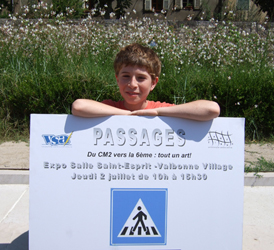 VSA
PASSAGES
Du CM2 vers la 6ème : tout un art!
Expo Salle Saint-Esprit -Valbonne Village
Jeudi 2 juillet de 10h à 15h30